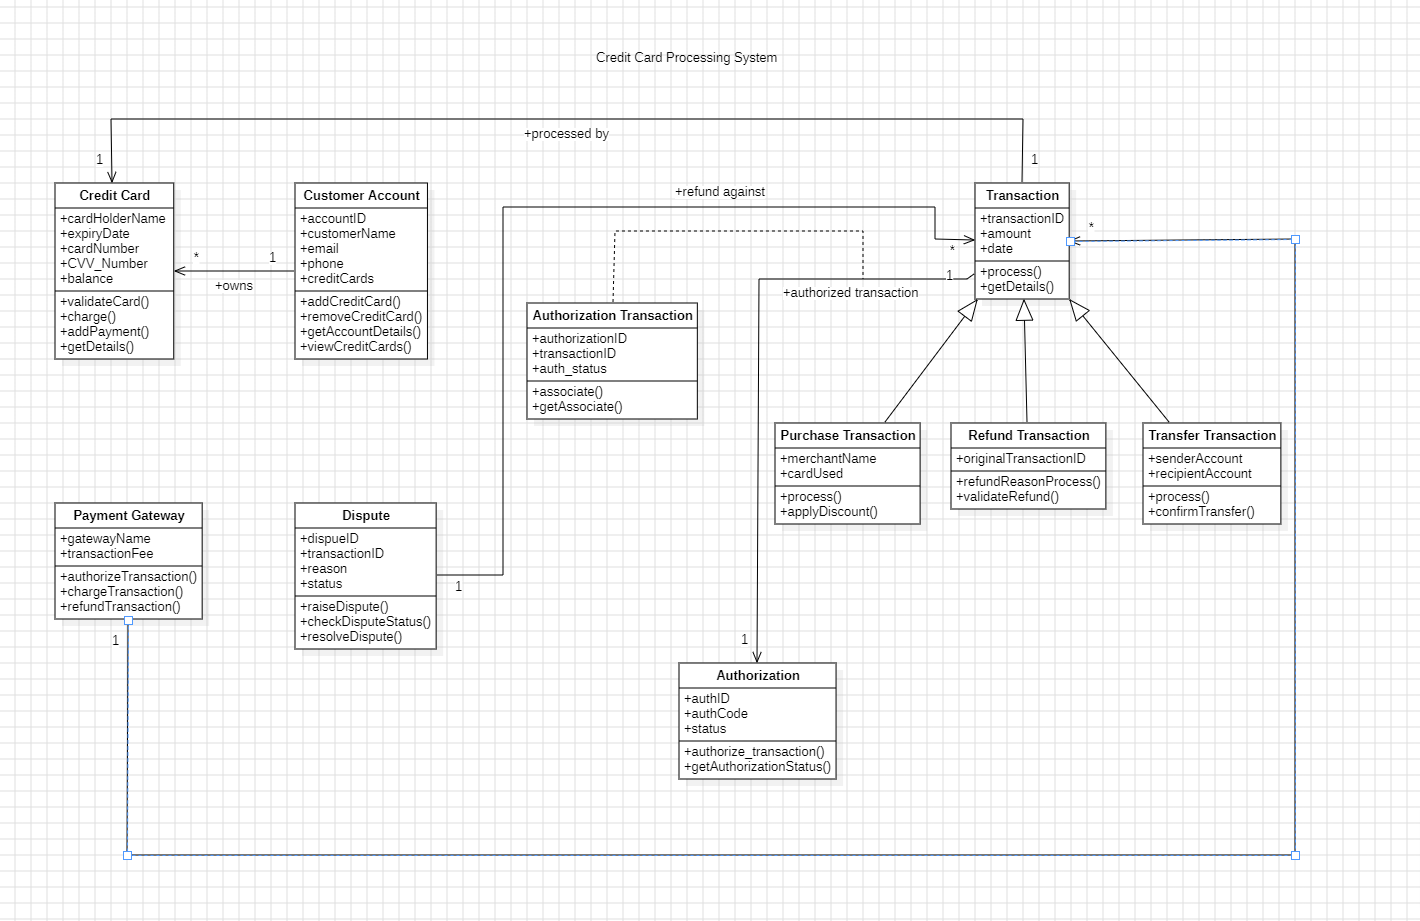 Credit Card Processing System
+processed by
1
1
+refund against
Credit Card
+cardHolderName
+expiryDate
+cardNumber
+CVV_Number
+balance
+validateCard()
+charge()
+addPayment()
+getDetails()
*
1
+owns
Customer Account
+accountID
+customerName
+email
+phone
+creditCards
+addCreditCard()
+removeCreditCard()
+getAccountDetails()
+viewCreditCards()
Transaction
+transactionID
+amount
+date
+process()
+getDetails()
*
*
1
+authorized transaction
Authorization Transaction
+authorizationID
+transactionID
+auth_status
+associate()
+getAssociate()
Purchase Transaction
+merchantName
+cardUsed
+process()
+applyDiscount()
Refund Transaction
+originalTransactionID
+refundReasonProcess()
+validateRefund()
Transfer Transaction
+senderAccount
+recipientAccount
+process()
+confirmTransfer()
Payment Gateway
+gatewayName
+transactionFee
+authorizeTransaction()
+chargeTransaction()
+refundTransaction()
1
Dispute
+dispueID
+transactionID
+reason
+status
+raiseDispute()
+checkDisputeStatus()
+resolveDispute()
1
1
Authorization
+authID
+authCode
+status
+authorize_transaction()
+getAuthorizationStatus()